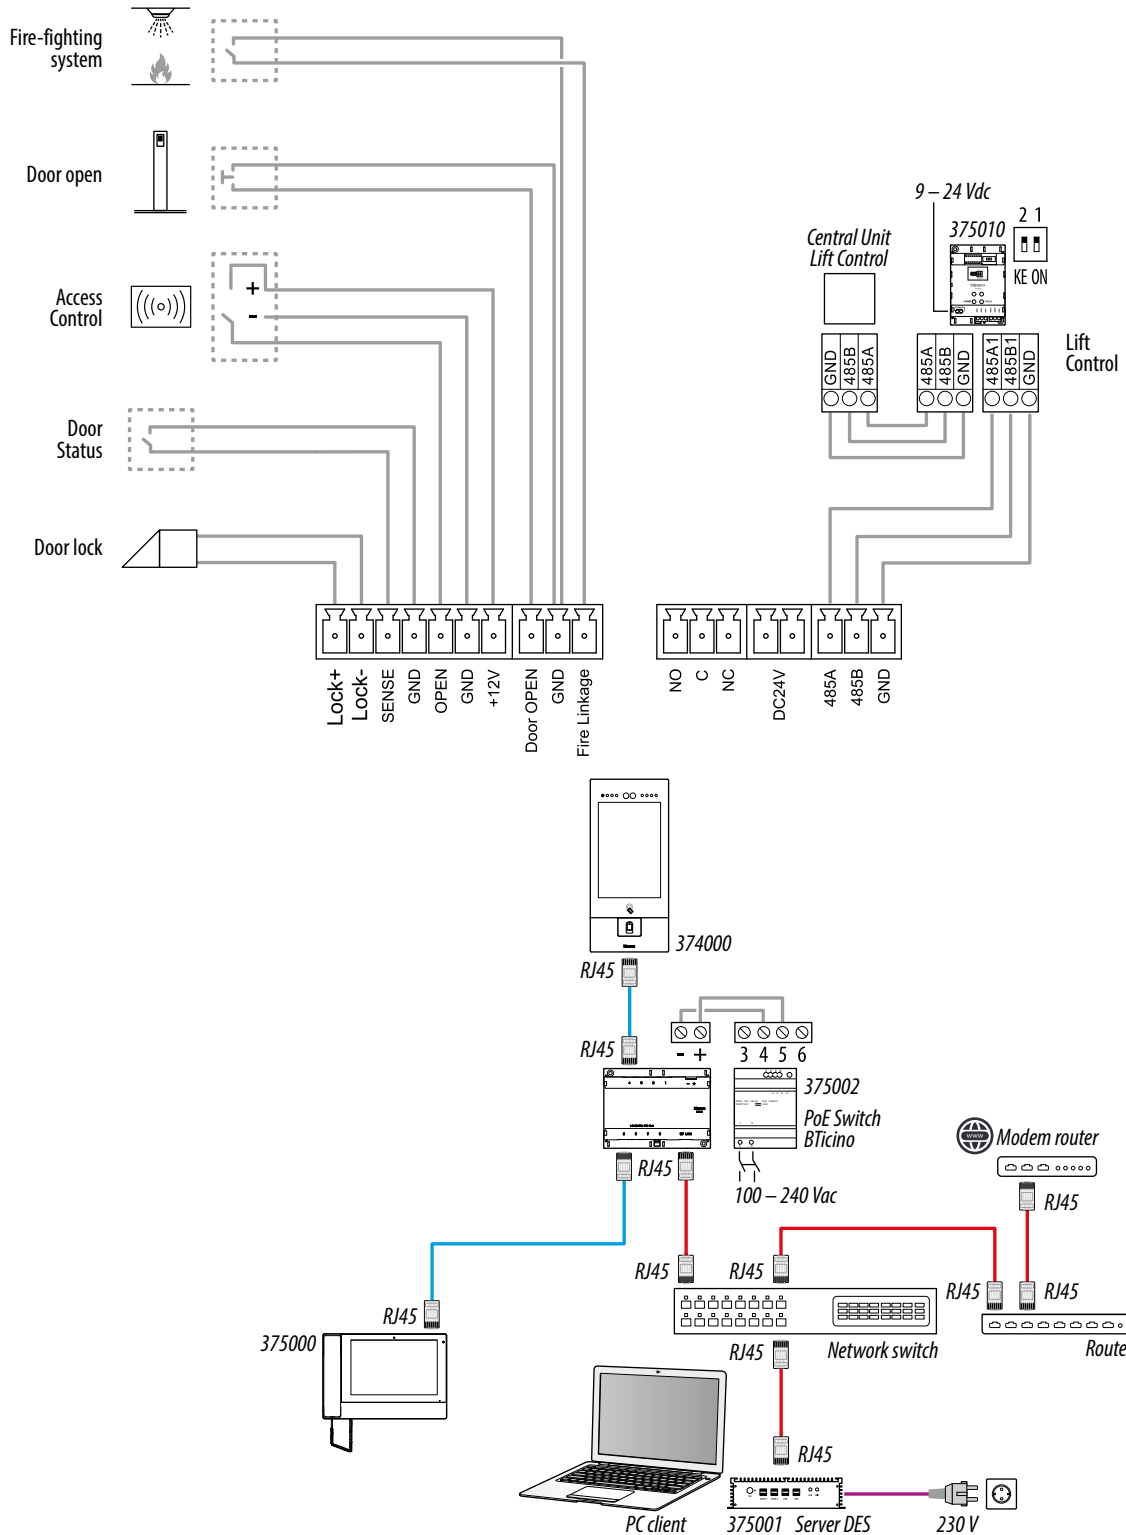 Fire-fighting
system
Door open
Access
Control
+
-
Door
Status
Door lock
Lock+
Lock-
SENSE
GND
OPEN
GND
+12V
Door OPEN
GND
Fire Linkage
9 – 24 Vdc
375010
2 1
KE ON
Central Unit
Lift Control
GND
485B
485A
485A
485B
GND
485A1
485B1
GND
Lift
Control
NO
C
NC
DC24V
485A
485B
GND
374000
RJ45
RJ45
- +
3 4 5 6
375002
PoE Switch
BTicino
100 – 240 Vac
RJ45
www
Modem router
RJ45
RJ45
RJ45
RJ45
RJ45
RJ45
375000
Network switch
Route
RJ45
RJ45
PC client
375001 Server DES
230 V